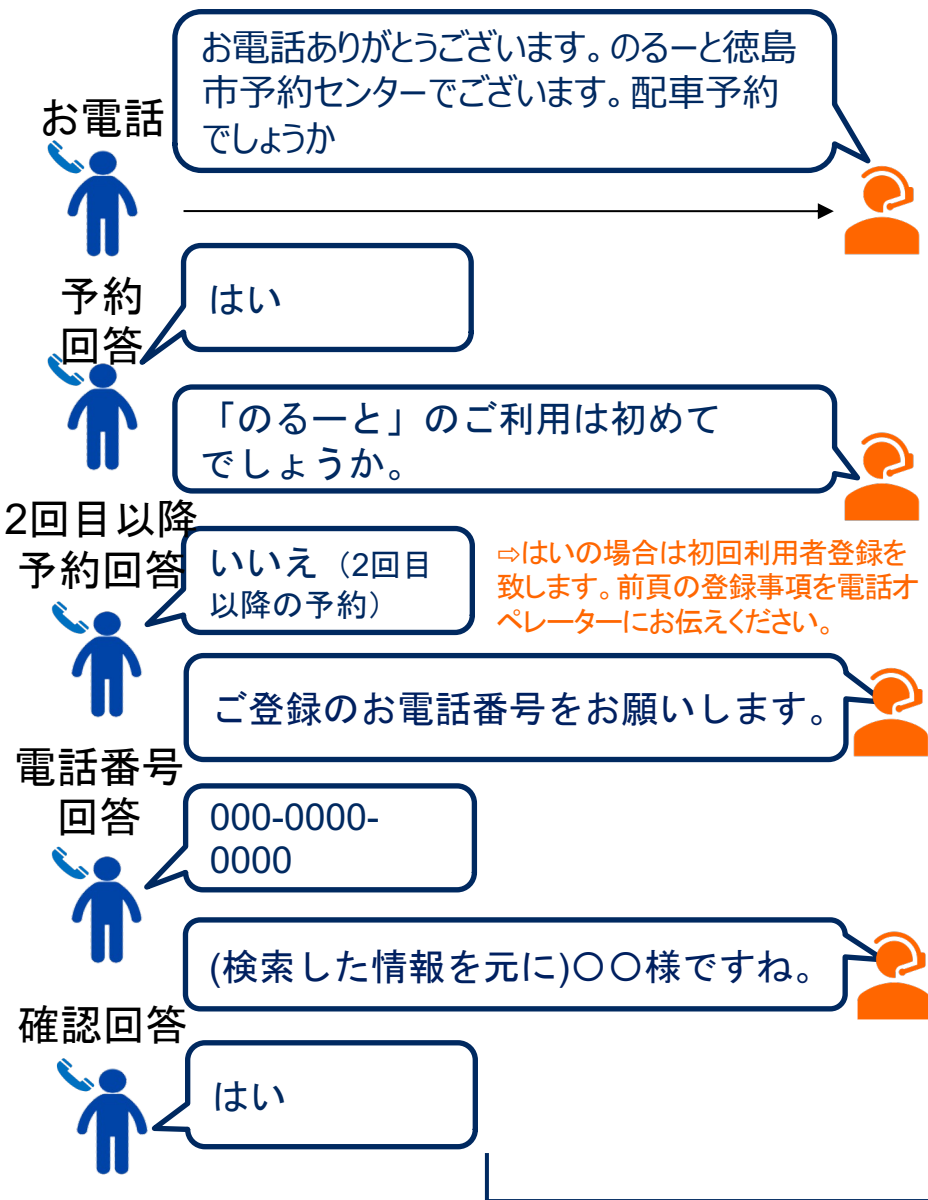 お電話ありがとうございます。のるーと徳島
市予約センターでございます。配車予約
でしょうか
お電話
予約
回答
はい
「のるーと」のご利用は初めて
でしょうか。
2回目以降
予約回答
いいえ（2回目
以降の予約）
⇨はいの場合は初回利用者登録を
致します。前頁の登録事項を電話オ
ペレーターにお伝えください。
ご登録のお電話番号をお願いします。
電話番号
回答
000-0000-
0000
(検索した情報を元に)〇〇様ですね。
確認回答
はい